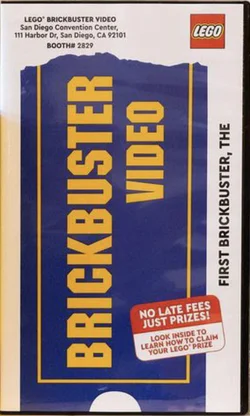 LEGO® BRICKBUSTER VIDEO
San Diego Convention Center,
111 Harbor Dr, San Diego, CA 92101
BOOTH# 2829
LEGO
BRICKBUSTER
VIDEO
FIRST BRICKBUSTER, THE
NO LATE FEES
JUST PRIZES!
LOOK INSIDE TO
LEARN HOW TO CLAIM
YOUR LEGO® PRIZE